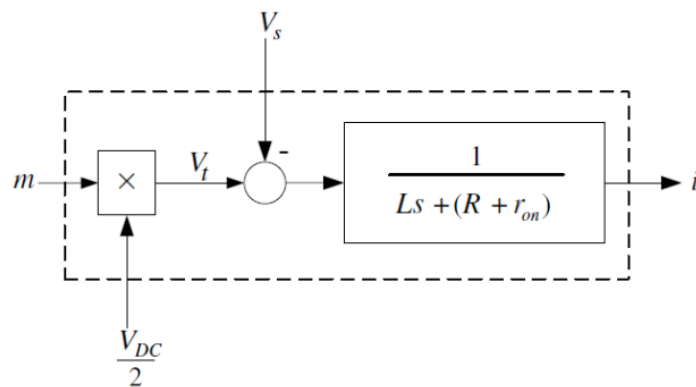 V_s
-
m
×
V_t
1
Ls + (R + r_on)
i
V_DC
2